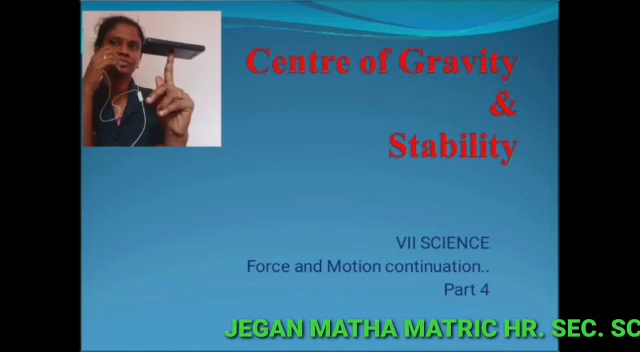 Centre of Gravity
&
Stability
VII SCIENCE
Force and Motion continuation..
Part 4
JEGAN MATHA MATRIC HR. SEC. SC